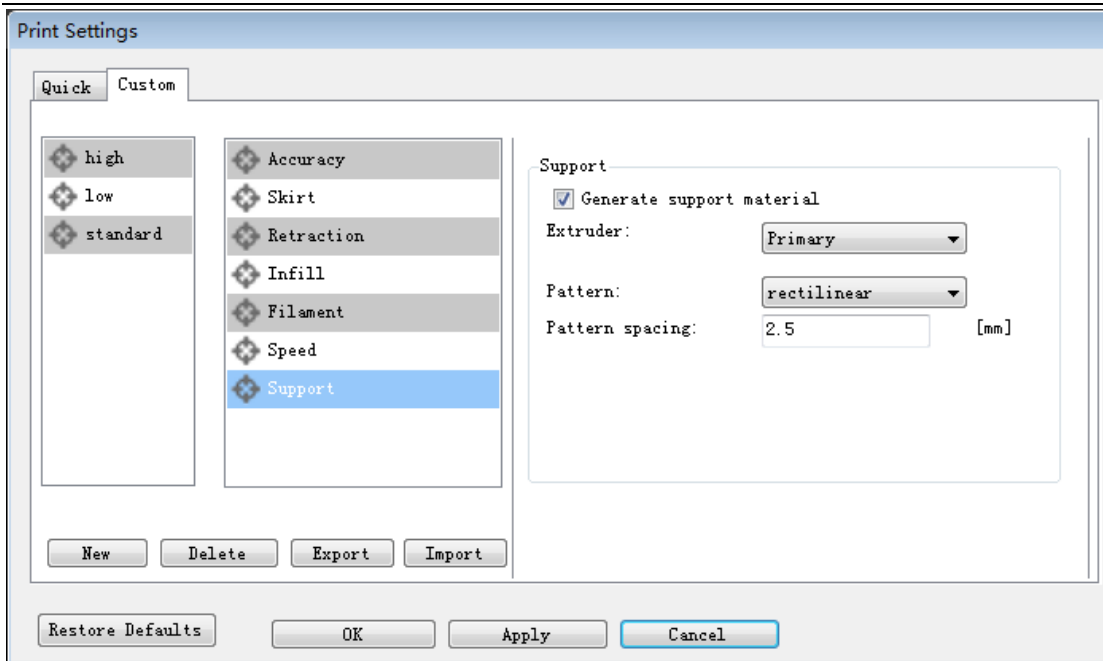 Print Settings
Quick
Custom
high
low
standard
Accuracy
Skirt
Retraction
Infill
Filament
Speed
Support
Support
Generate support material
Extruder:
Primary
Pattern:
rectilinear
Pattern spacing:
2.5
[mm]
New
Delete
Export
Import
Restore Defaults
OK
Apply
Cancel